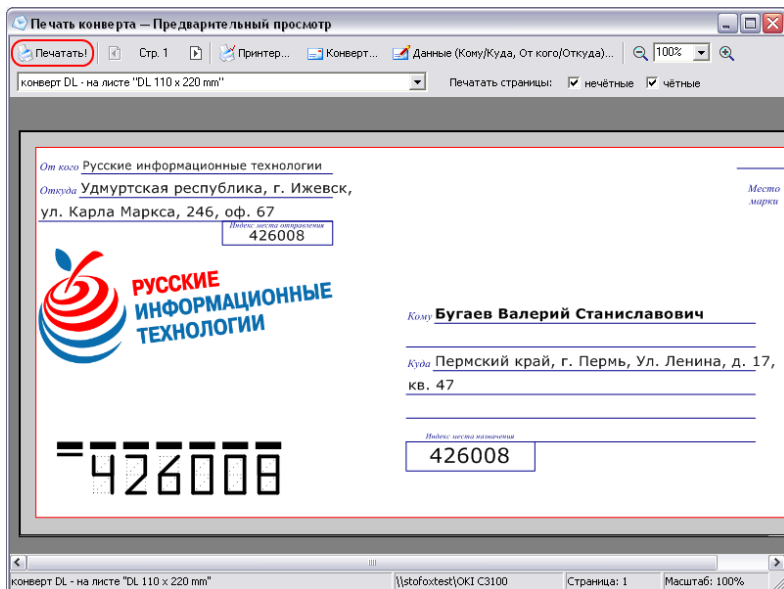 Печать конверта — Предварительный просмотр
Печатать! Стр. 1 Принтер... Конверт... Данные (Кому/Куда, От кого/Откуда)... 100%
конверт DL - на листе "DL 110 x 220 mm" Печатать страницы: нечётные чётные
От кого Русские информационные технологии
Откуда Удмуртская республика, г. Ижевск,
ул. Карла Маркса, 246, оф. 67
Индекс места отправления
426008
Место
марки
РУССКИЕ
ИНФОРМАЦИОННЫЕ
ТЕХНОЛОГИИ
Кому Бугаев Валерий Станиславович
Куда Пермский край, г. Пермь, Ул. Ленина, д. 17,
кв. 47
Индекс места назначения
426008
426008
конверт DL - на листе "DL 110 x 220 mm" \\stofoxtest\OKI C3100 Страница: 1 Масштаб: 100%